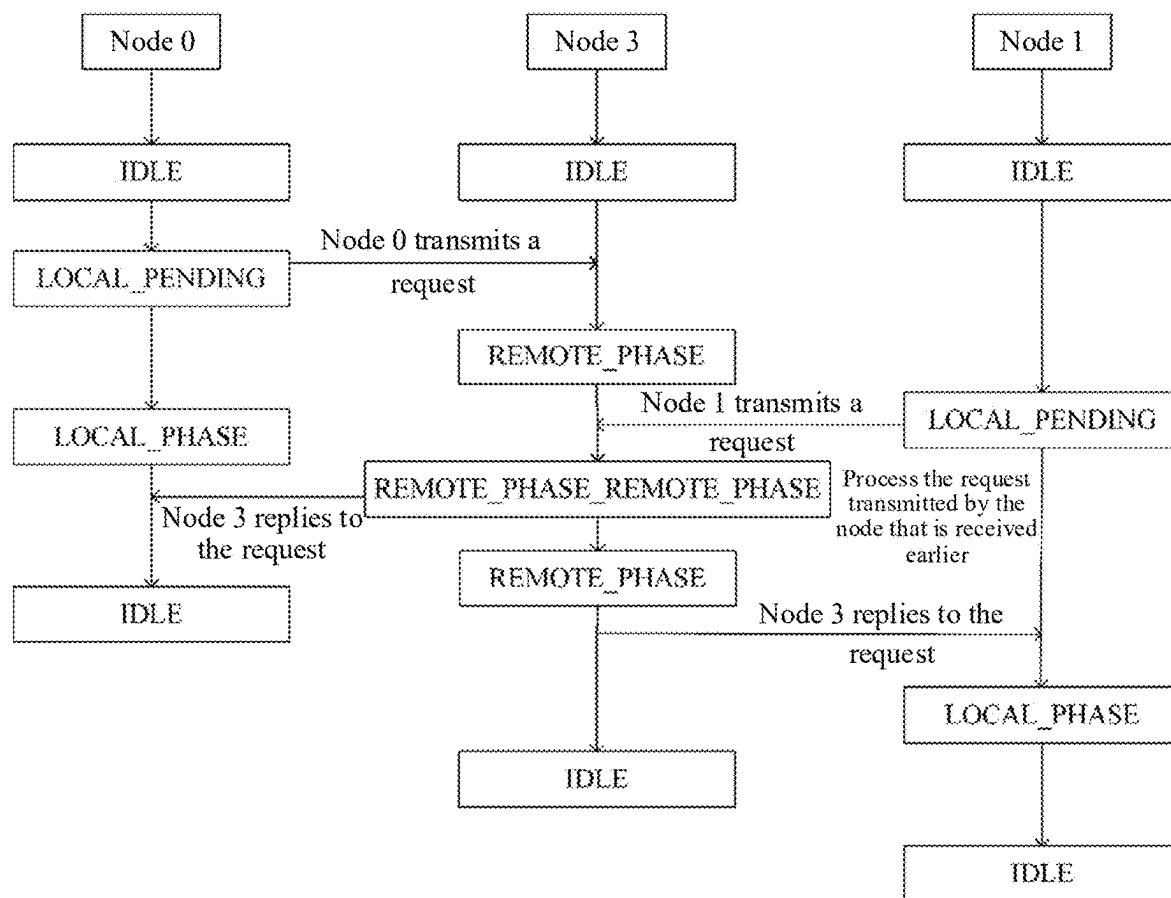 Node 0
Node 3
Node 1
IDLE
IDLE
IDLE
Node 0 transmits a
request
LOCAL_PENDING
REMOTE_PHASE
Node 1 transmits a
request
LOCAL_PENDING
LOCAL_PHASE
REMOTE_PHASE_REMOTE_PHASE
Process the request
transmitted by the
node that is received
earlier
Node 3 replies to
the request
REMOTE_PHASE
IDLE
Node 3 replies to the
request
LOCAL_PHASE
IDLE
IDLE